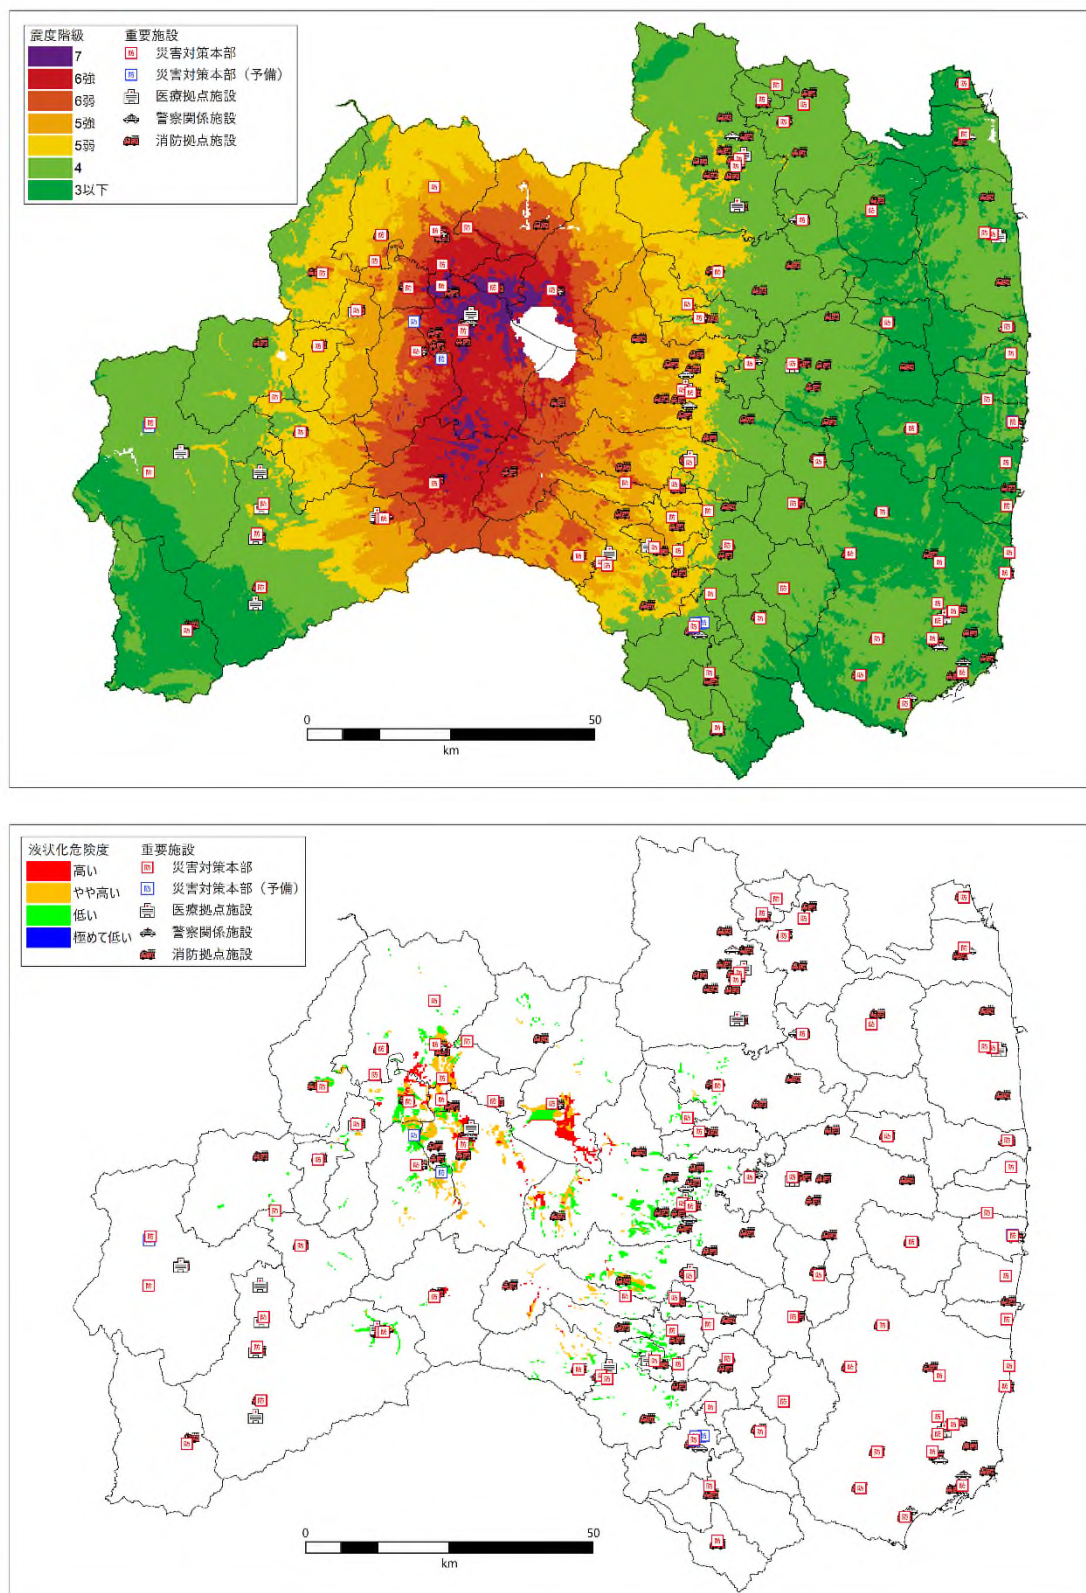 震度階級
7
6強
6弱
5強
5弱
4
3以下
重要施設
防 災害対策本部
防 災害対策本部（予備）
医療拠点施設
警察関係施設
消防拠点施設
0 50
km
液状化危険度
高い
やや高い
低い
極めて低い
重要施設
防 災害対策本部
防 災害対策本部（予備）
医療拠点施設
警察関係施設
消防拠点施設
0 50
km